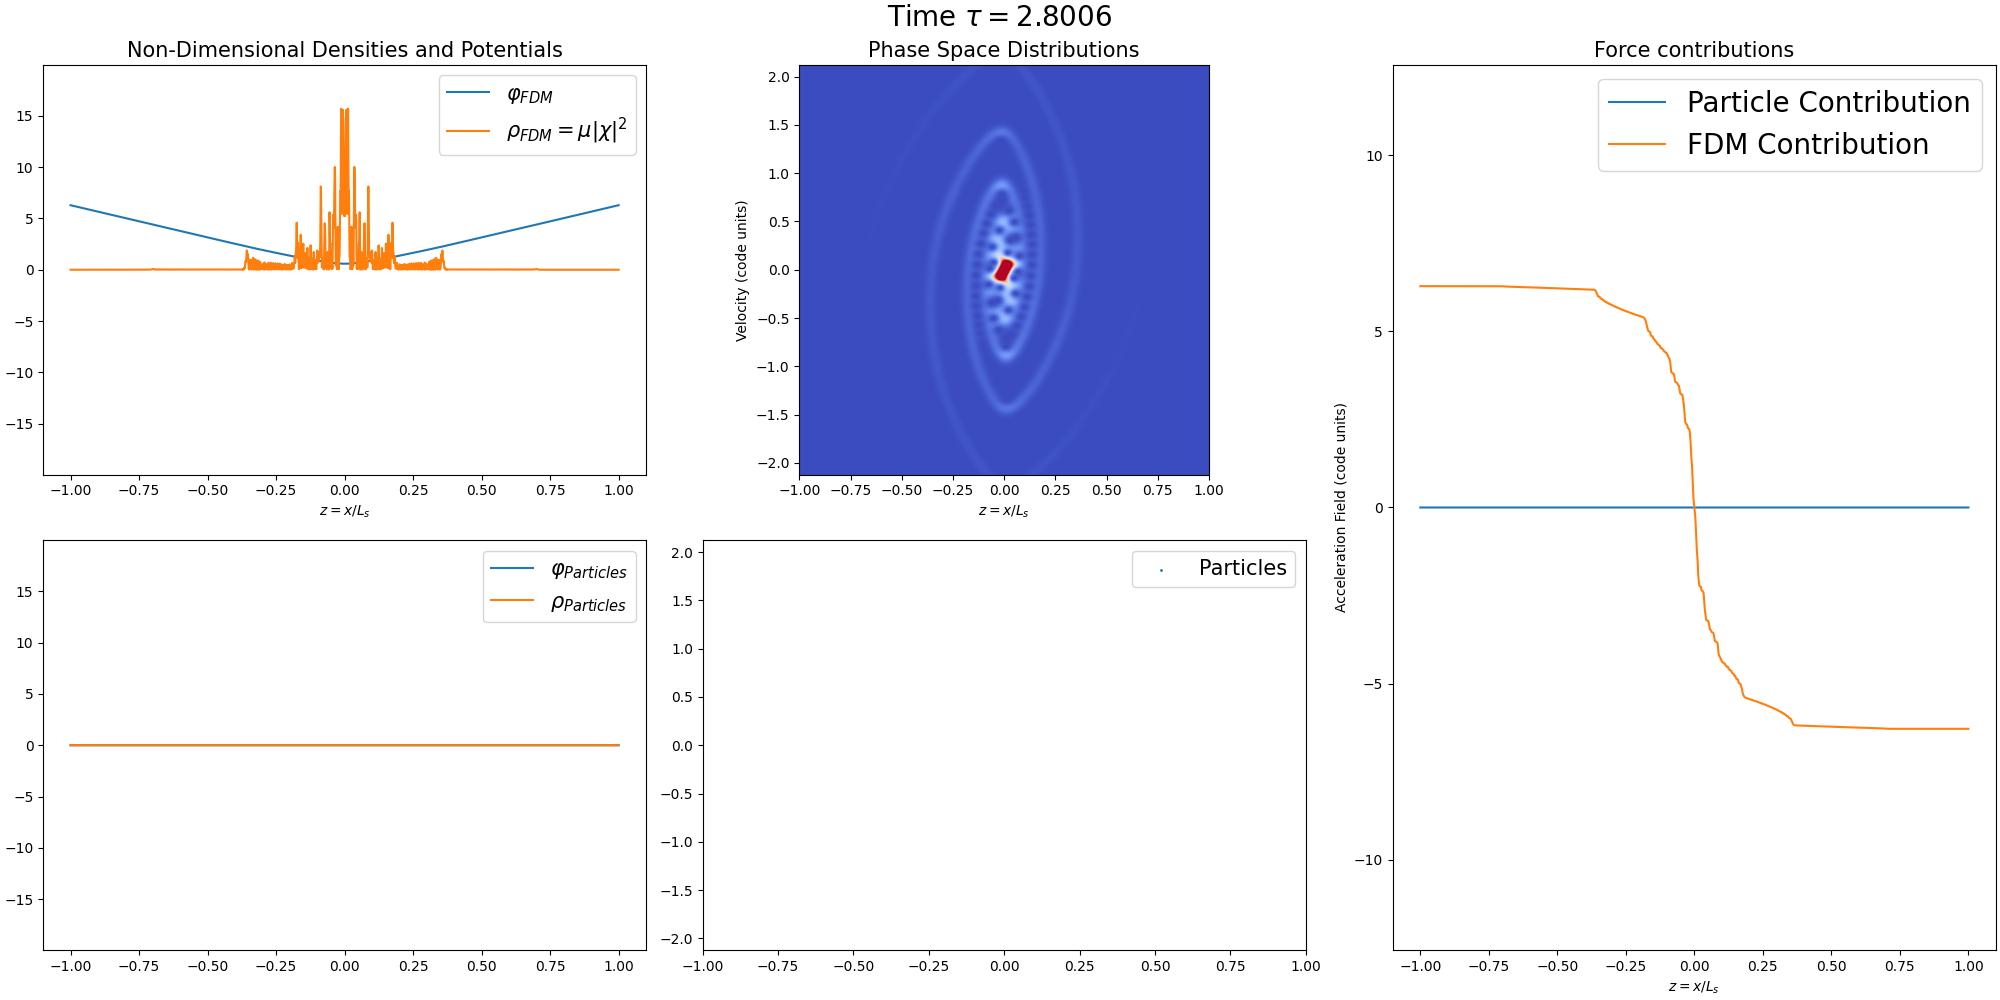 Time τ = 2.8006
Non-Dimensional Densities and Potentials
15
10
5
0
−5
−10
−15
φFDM
ρFDM = μ|χ|²
−1.00 −0.75 −0.50 −0.25 0.00 0.25 0.50 0.75 1.00
z = x/Ls
Phase Space Distributions
Velocity (code units)
2.0
1.5
1.0
0.5
0.0
−0.5
−1.0
−1.5
−2.0
−1.00 −0.75 −0.50 −0.25 0.00 0.25 0.50 0.75 1.00
z = x/Ls
Force contributions
Acceleration Field (code units)
Particle Contribution
FDM Contribution
10
5
0
−5
−10
−1.00 −0.75 −0.50 −0.25 0.00 0.25 0.50 0.75 1.00
z = x/Ls
15
10
5
0
−5
−10
−15
φParticles
ρParticles
−1.00 −0.75 −0.50 −0.25 0.00 0.25 0.50 0.75 1.00
2.0
1.5
1.0
0.5
0.0
−0.5
−1.0
−1.5
−2.0
Particles
−1.00 −0.75 −0.50 −0.25 0.00 0.25 0.50 0.75 1.00